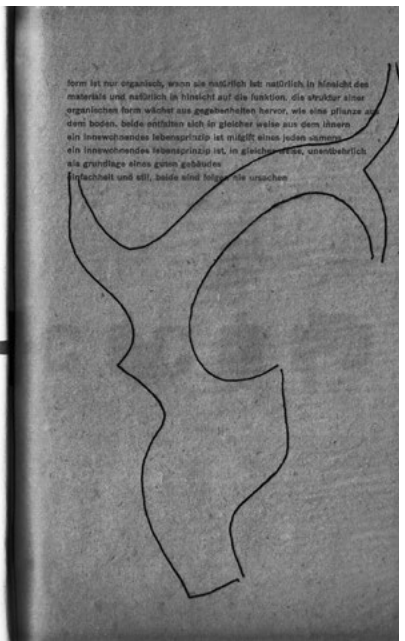 form ist nur organisch, wenn sie natürlich ist: natürlich in hinsicht des
materials und natürlich in hinsicht auf die funktion. die struktur einer
organischen form wächst aus gegebenheiten hervor, wie eine pflanze aus
dem boden. beide entfalten sich in gleicher weise aus dem innern
ein innewohnendes lebensprinzip ist mitgift eines jeden samens
ein innewohnendes lebensprinzip ist, in gleicher weise, unentbehrlich
als grundlage eines guten gebäudes
einfachheit und stil, beide sind folgen nie ursachen